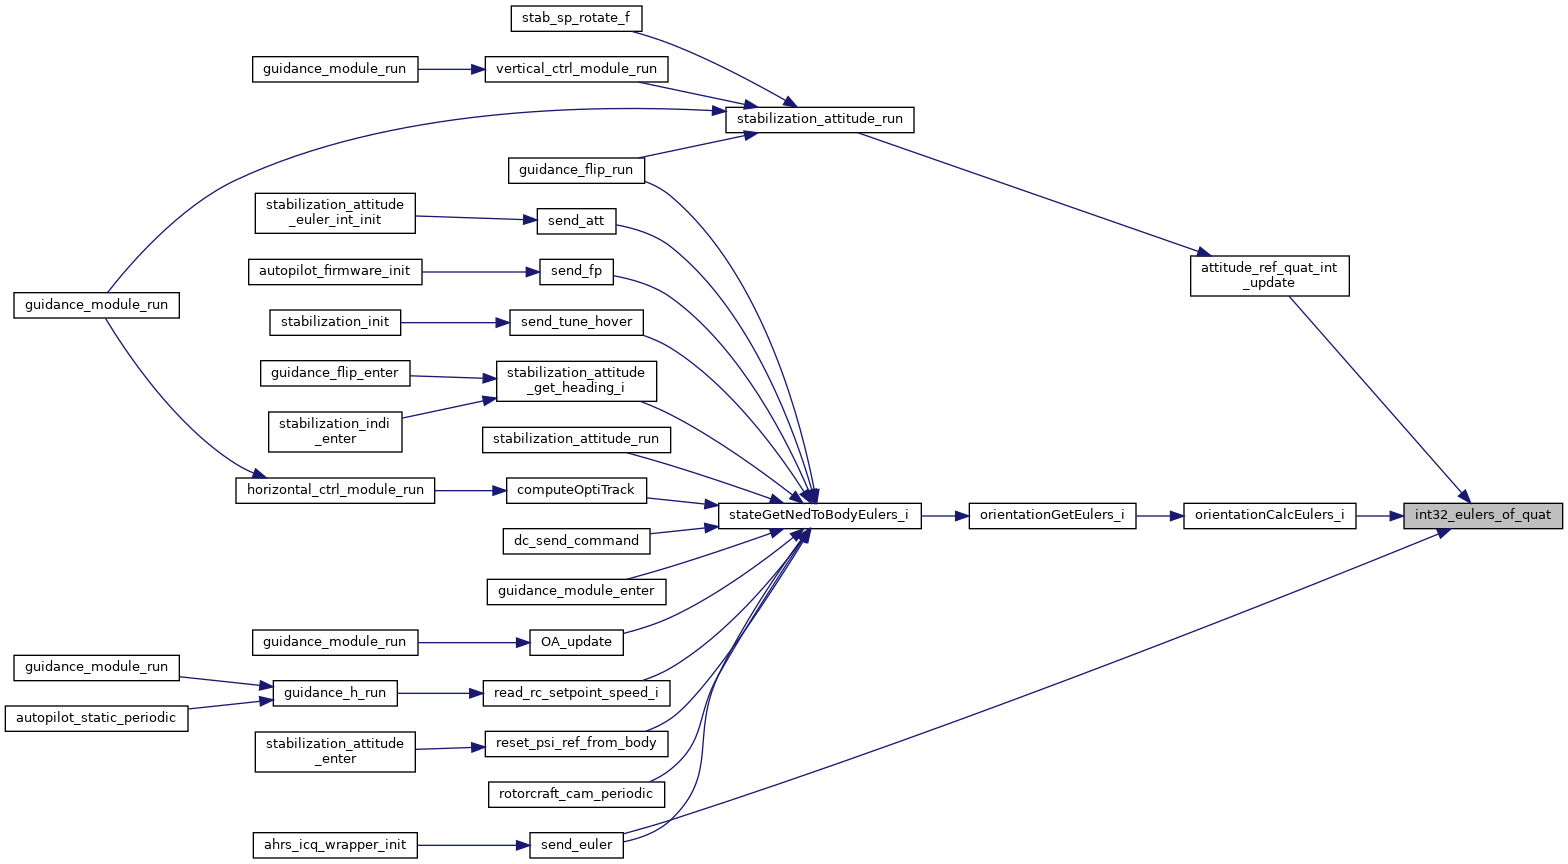 stab_sp_rotate_f
guidance_module_run
vertical_ctrl_module_run
stabilization_attitude_run
guidance_flip_run
stabilization_attitude
_euler_int_init
send_att
attitude_ref_quat_int
_update
autopilot_firmware_init
send_fp
guidance_module_run
stabilization_init
send_tune_hover
guidance_flip_enter
stabilization_attitude
_get_heading_i
stabilization_indi
_enter
stabilization_attitude_run
horizontal_ctrl_module_run
computeOptiTrack
stateGetNedToBodyEulers_i
orientationGetEulers_i
orientationCalcEulers_i
int32_eulers_of_quat
dc_send_command
guidance_module_enter
guidance_module_run
OA_update
guidance_module_run
guidance_h_run
read_rc_setpoint_speed_i
autopilot_static_periodic
stabilization_attitude
_enter
reset_psi_ref_from_body
rotorcraft_cam_periodic
ahrs_icq_wrapper_init
send_euler